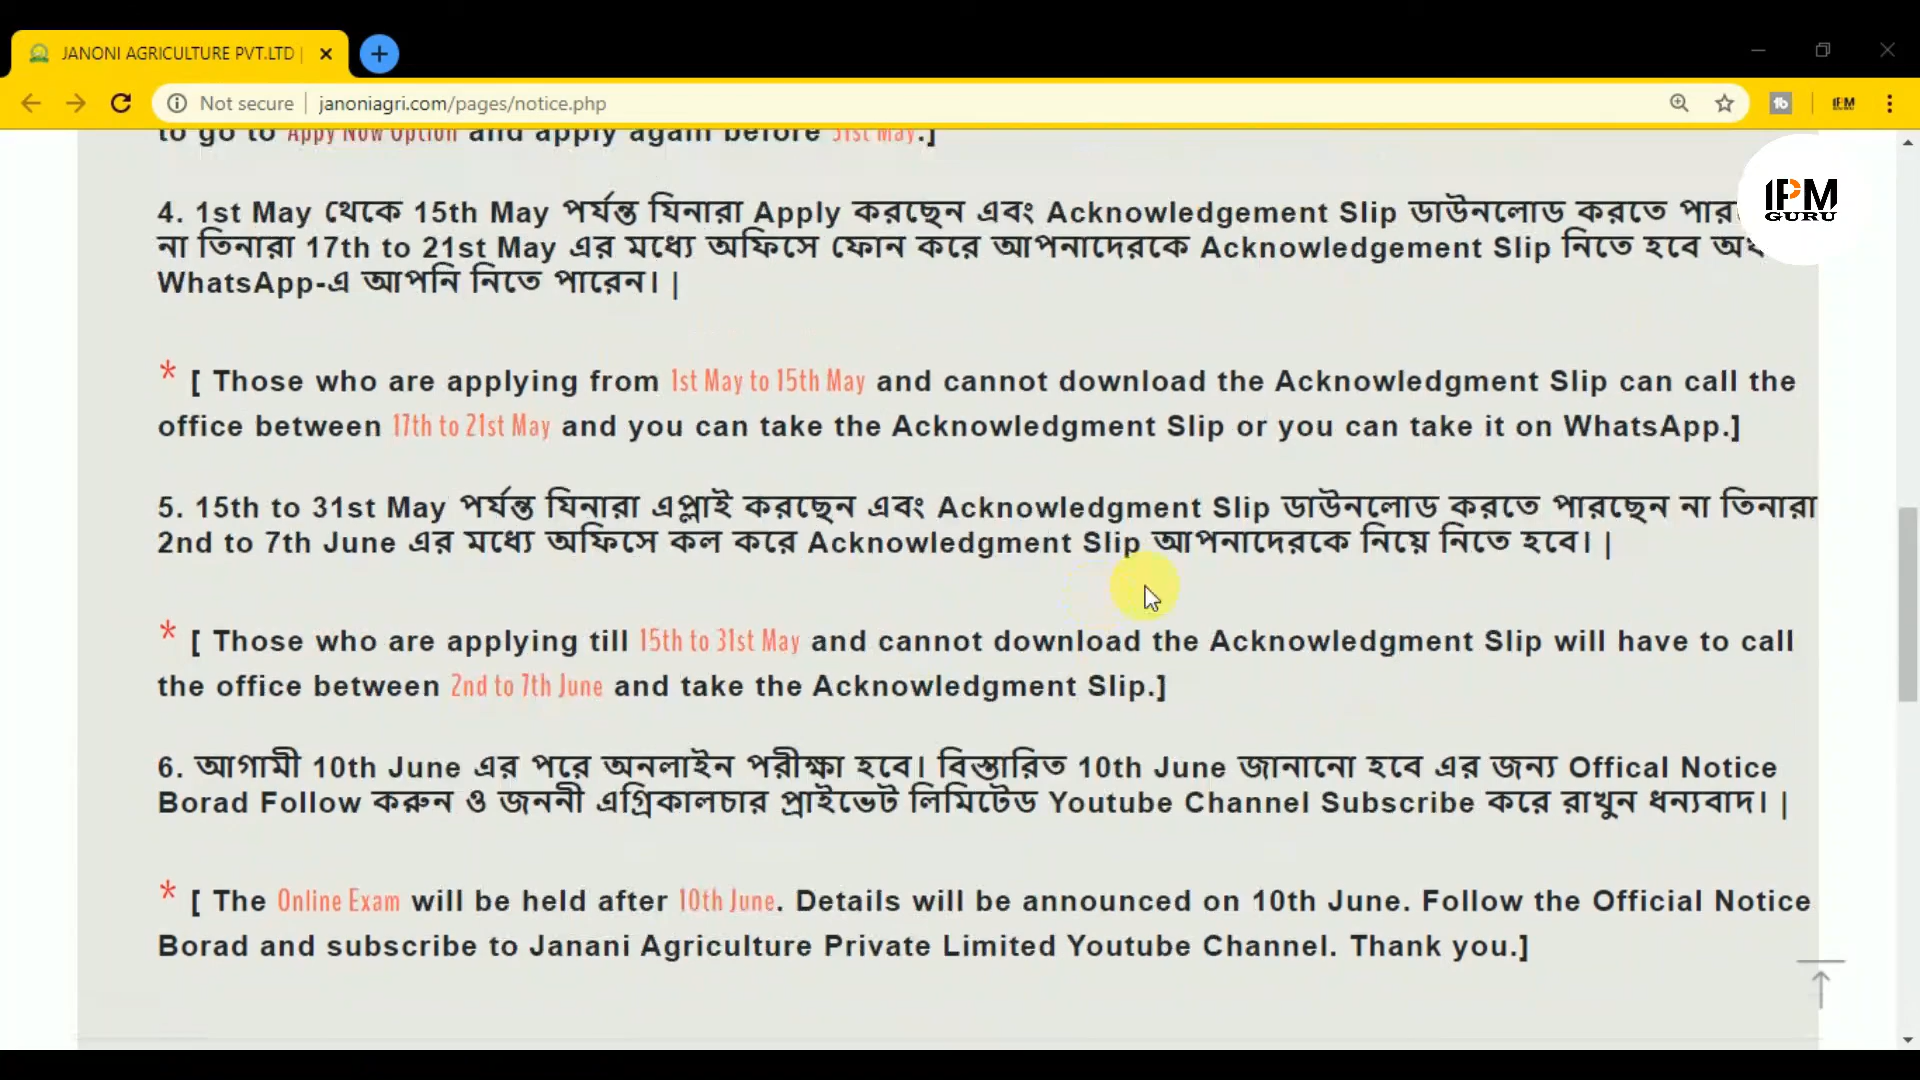 JANONI AGRICULTURE PVT.LTD |
Not secure | janoniagri.com/pages/notice.php
IPM
to go to Appy Now Option and apply again before 31st May.]
IPM
GURU
4. 1st May থেকে 15th May পর্যন্ত যিনারা Apply করছেন এবং Acknowledgement Slip ডাউনলোড করতে
না তিনারা 17th to 21st May এর মধ্যে অফিসে ফোন করে আপনাদেরকে Acknowledgement Slip নিতে হবে
WhatsApp-এ আপনি নিতে পারেন। |
* [ Those who are applying from 1st May to 15th May and cannot download the Acknowledgment Slip can call the
office between 17th to 21st May and you can take the Acknowledgment Slip or you can take it on WhatsApp.]
5. 15th to 31st May পর্যন্ত যিনারা এপ্লাই করছেন এবং Acknowledgment Slip ডাউনলোড করতে পারছেন না তিনারা
2nd to 7th June এর মধ্যে অফিসে কল করে Acknowledgment Slip আপনাদেরকে নিয়ে নিতে হবে। |
* [ Those who are applying till 15th to 31st May and cannot download the Acknowledgment Slip will have to call
the office between 2nd to 7th June and take the Acknowledgment Slip.]
6. আগামী 10th June এর পরে অনলাইন পরীক্ষা হবে। বিস্তারিত 10th June জানানো হবে এর জন্য Offical Notice
Borad Follow করুন ও জননী এগ্রিকালচার প্রাইভেট লিমিটেড Youtube Channel Subscribe করে রাখুন ধন্যবাদ। |
* [ The Online Exam will be held after 10th June. Details will be announced on 10th June. Follow the Official Notice
Borad and subscribe to Janani Agriculture Private Limited Youtube Channel. Thank you.]